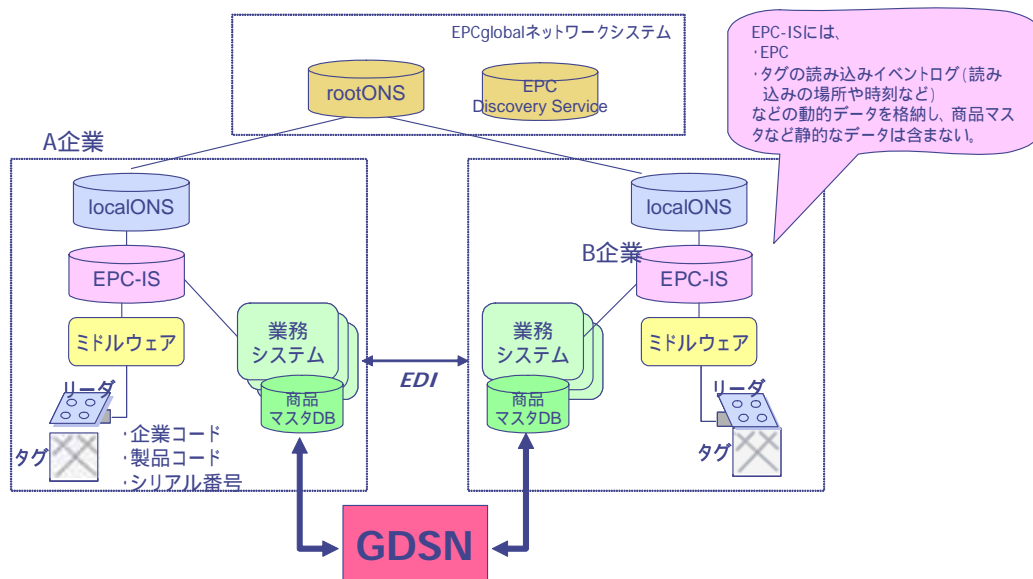 EPCglobalネットワークシステム
rootONS
EPC
Discovery Service
EPC-ISには、
・EPC
・タグの読み込みイベントログ(読み
込みの場所や時刻など)
などの動的データを格納し、商品マス
タなど静的なデータは含まない。
A企業
localONS
EPC-IS
ミドルウェア
リーダ
タグ
・企業コード
・製品コード
・シリアル番号
業務
システム
商品
マスタDB
EDI
B企業
localONS
EPC-IS
業務
システム
商品
マスタDB
ミドルウェア
リーダ
タグ
GDSN